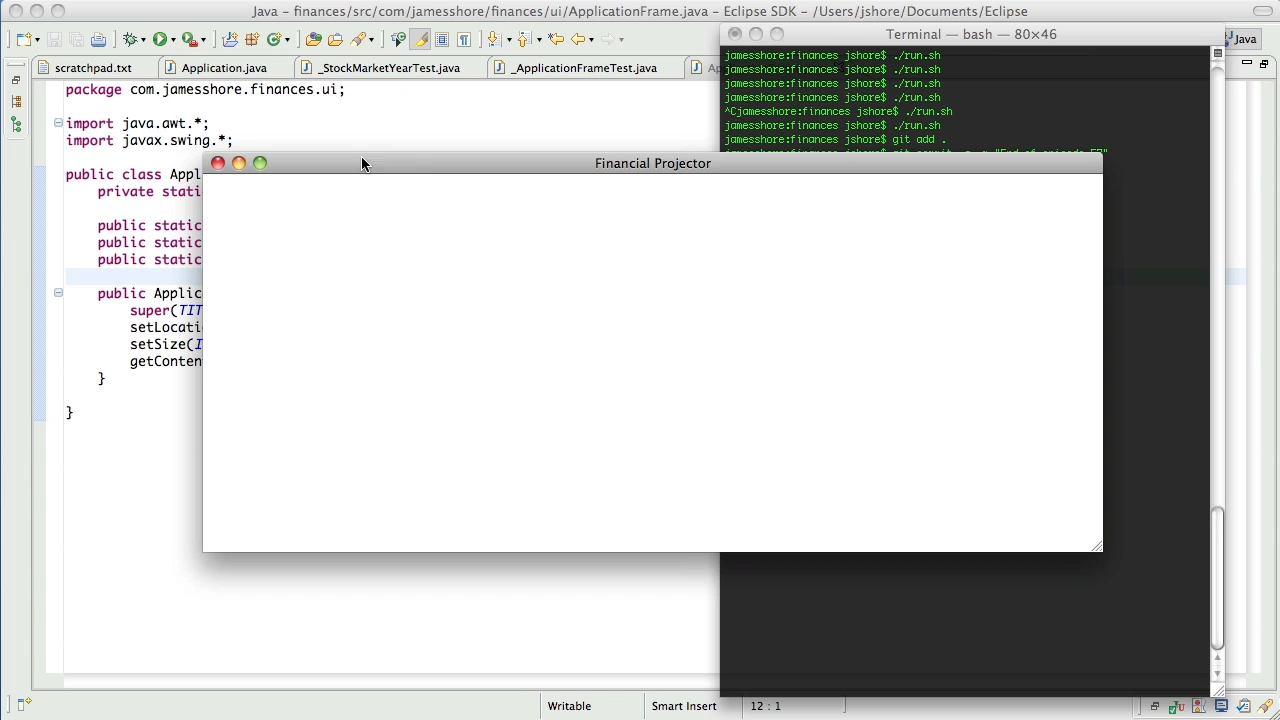 Java – finances/src/com/jamesshore/finances/ui/ApplicationFrame.java – Eclipse SDK – /Users/jshore/Documents/Eclipse
Terminal — bash — 80×46
Java
scratchpad.txt
Application.java
_StockMarketYearTest.java
_ApplicationFrameTest.java
Ap
package com.jamesshore.finances.ui;
import java.awt.*;
import javax.swing.*;
public class Appl
private stati
public static
public static
public static
public Applic
super(TIT
setLocati
setSize(I
getConten
}
}
jamesshore:finances jshore$ ./run.sh
jamesshore:finances jshore$ ./run.sh
jamesshore:finances jshore$ ./run.sh
jamesshore:finances jshore$ ./run.sh
^Cjamesshore:finances jshore$ ./run.sh
jamesshore:finances jshore$ ./run.sh
jamesshore:finances jshore$ git add .
Financial Projector
Writable
Smart Insert
12 : 1